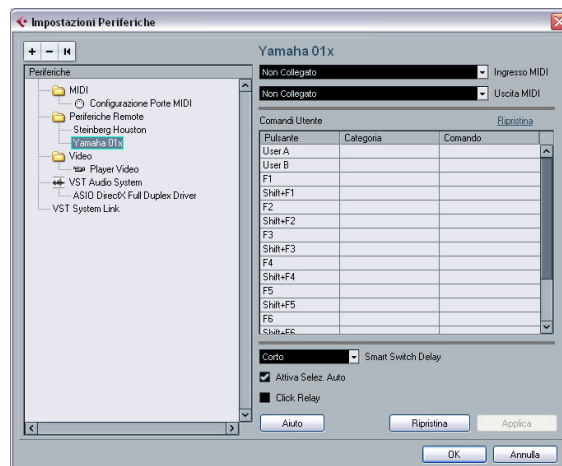 Impostazioni Periferiche
Periferiche
MIDI
Configurazione Porte MIDI
Periferiche Remote
Steinberg Houston
Yamaha 01x
Video
Player Video
VST Audio System
ASIO DirectX Full Duplex Driver
VST System Link
Yamaha 01x
Non Collegato Ingresso MIDI
Non Collegato Uscita MIDI
Comandi Utente Ripristina
Pulsante Categoria Comando
User A
User B
F1
Shift+F1
F2
Shift+F2
F3
Shift+F3
F4
Shift+F4
F5
Shift+F5
F6
Shift+F6
Corto Smart Switch Delay
Attiva Selez. Auto
Click Relay
Aiuto Ripristina Applica
OK Annulla